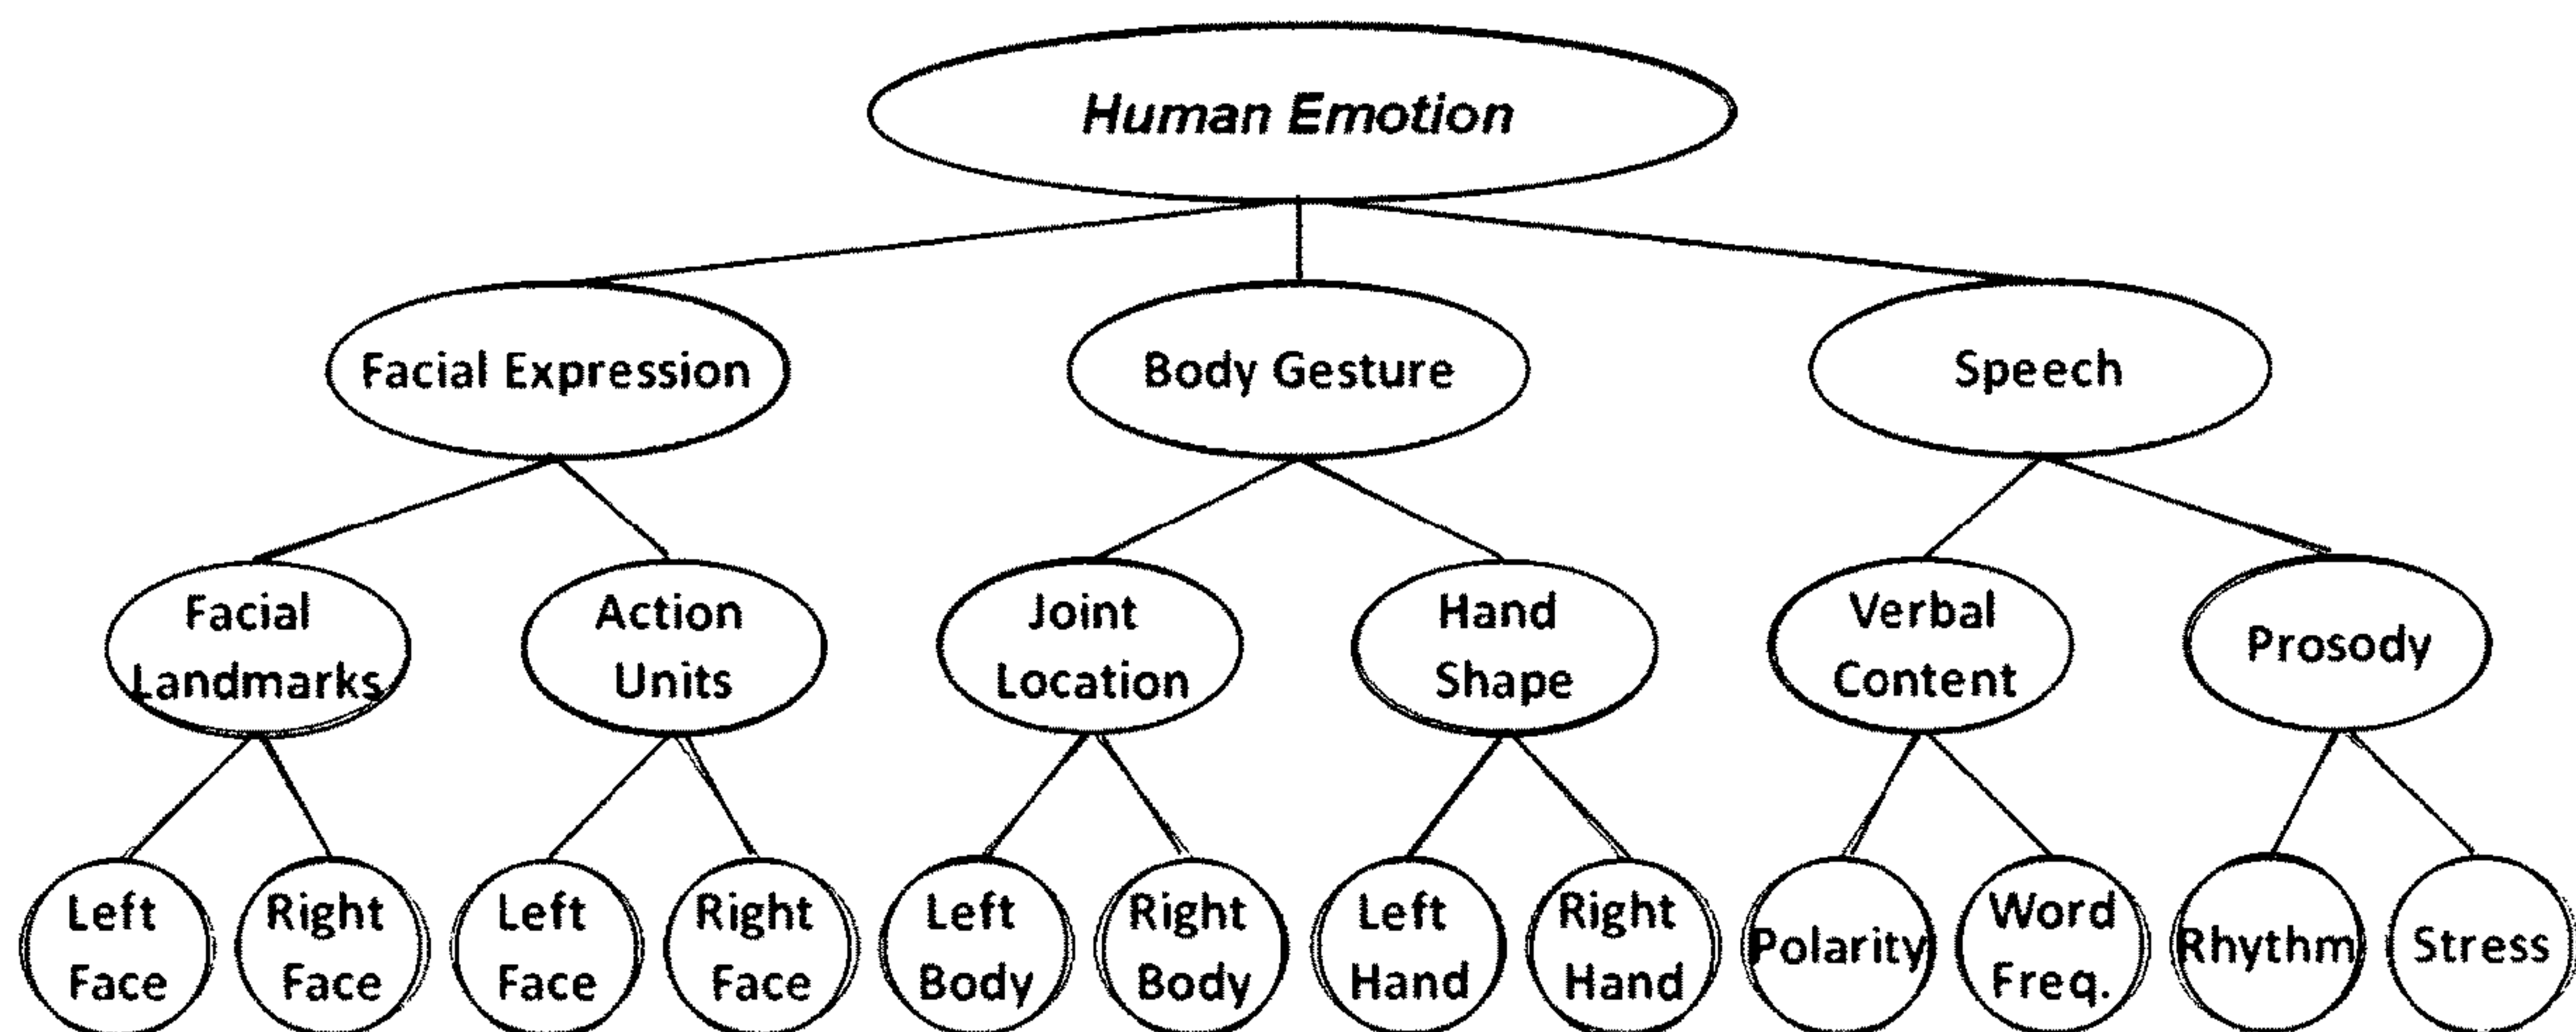 Human Emotion
Facial Expression
Body Gesture
Speech
Facial
Landmarks
Action
Units
Joint
Location
Hand
Shape
Verbal
Content
Prosody
Left
Face
Right
Face
Left
Face
Right
Face
Left
Body
Right
Body
Left
Hand
Right
Hand
Polarity
Word
Freq.
Rhythm
Stress